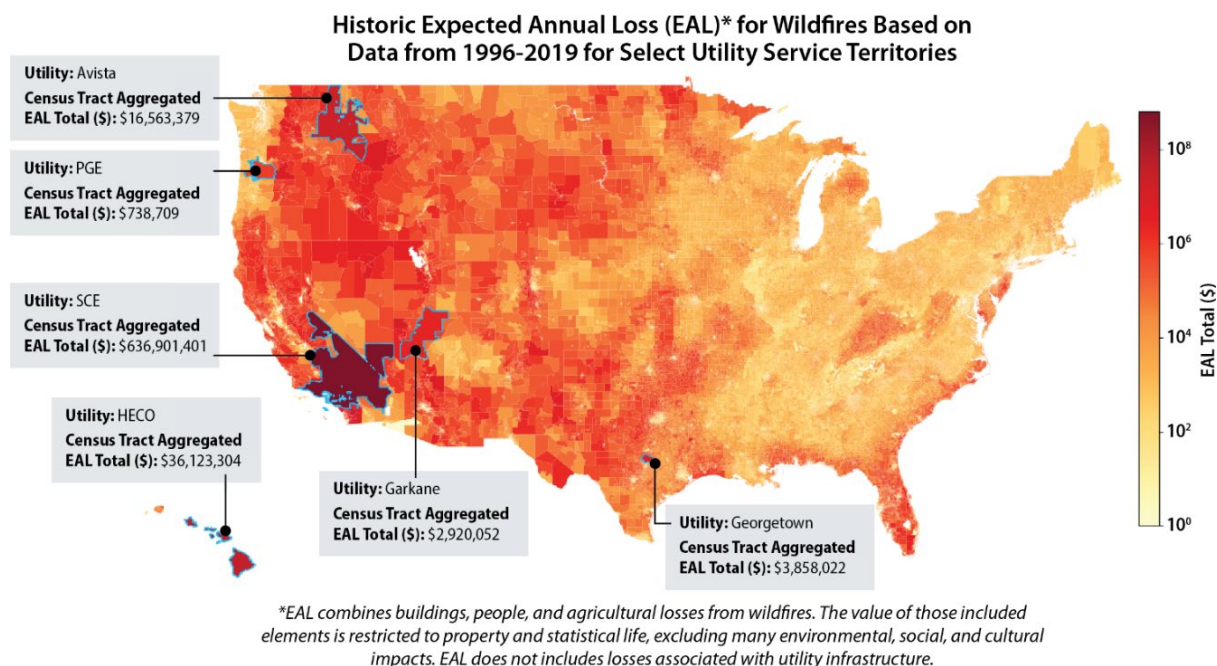 Historic Expected Annual Loss (EAL)* for Wildfires Based on
Data from 1996-2019 for Select Utility Service Territories
Utility: Avista
Census Tract Aggregated
EAL Total ($): $16,563,379
Utility: PGE
Census Tract Aggregated
EAL Total ($): $738,709
Utility: SCE
Census Tract Aggregated
EAL Total ($): $636,901,401
Utility: HECO
Census Tract Aggregated
EAL Total ($): $36,123,304
Utility: Garkane
Census Tract Aggregated
EAL Total ($): $2,920,052
Utility: Georgetown
Census Tract Aggregated
EAL Total ($): $3,858,022
10⁸
10⁶
10⁴
10²
10⁰
EAL Total ($)
*EAL combines buildings, people, and agricultural losses from wildfires. The value of those included
elements is restricted to property and statistical life, excluding many environmental, social, and cultural
impacts. EAL does not includes losses associated with utility infrastructure.